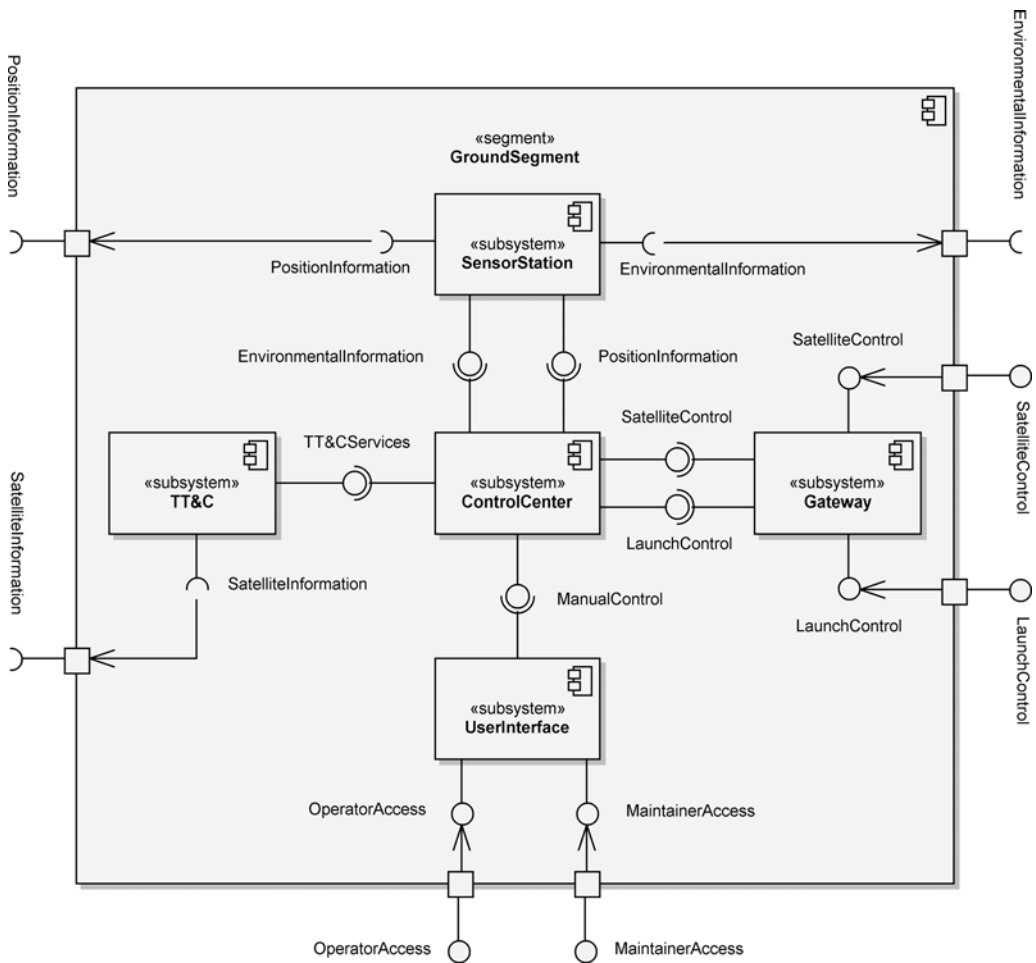 EnvironmentalInformation
PositionInformation
«segment»
GroundSegment
«subsystem»
SensorStation
PositionInformation
EnvironmentalInformation
EnvironmentalInformation
PositionInformation
SatelliteControl
SatelliteControl
SatelliteControl
TT&CServices
«subsystem»
TT&C
«subsystem»
ControlCenter
«subsystem»
Gateway
SatelliteInformation
LaunchControl
SatelliteInformation
ManualControl
LaunchControl
LaunchControl
«subsystem»
UserInterface
OperatorAccess
MaintainerAccess
OperatorAccess
MaintainerAccess